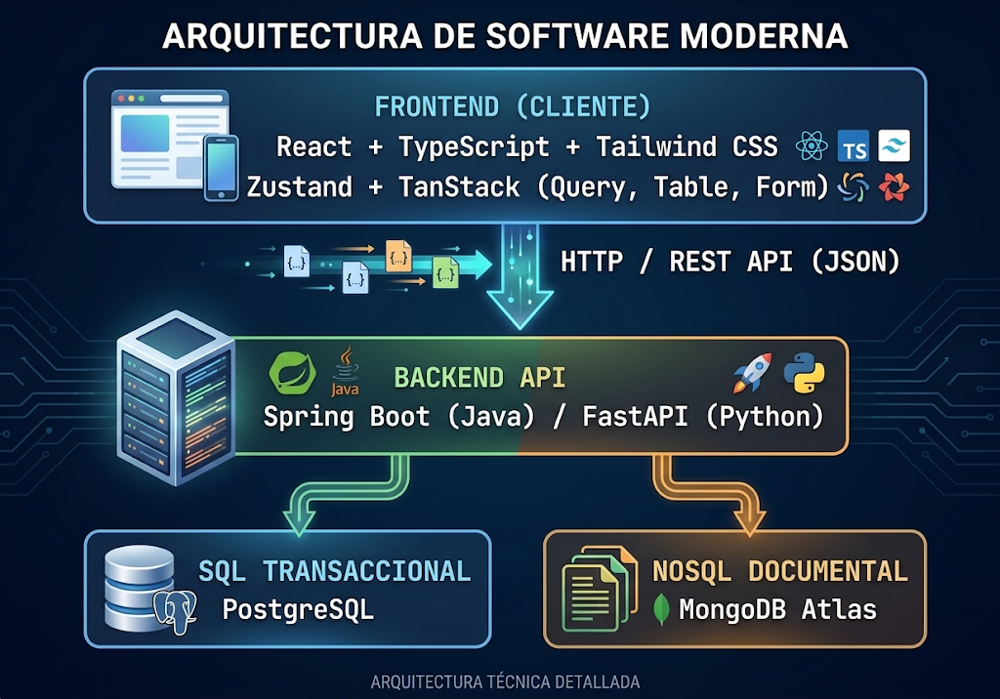 ARQUITECTURA DE SOFTWARE MODERNA
FRONTEND (CLIENTE)
React + TypeScript + Tailwind CSS
TS
Zustand + TanStack (Query, Table, Form)
{...}
{...}
{...}
{...}
HTTP / REST API (JSON)
Java
BACKEND API
Spring Boot (Java) / FastAPI (Python)
SQL TRANSACCIONAL
PostgreSQL
NOSQL DOCUMENTAL
MongoDB Atlas
ARQUITECTURA TÉCNICA DETALLADA